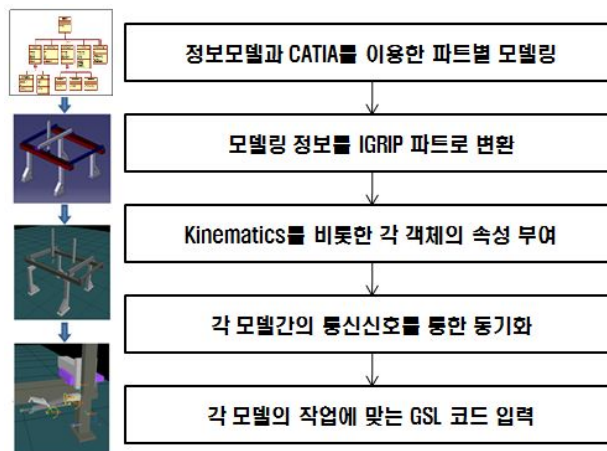 정보모델과 CATIA를 이용한 파트별 모델링
모델링 정보를 IGRIP 파트로 변환
Kinematics를 비롯한 각 객체의 속성 부여
각 모델간의 통신신호를 통한 동기화
각 모델의 작업에 맞는 GSL 코드 입력